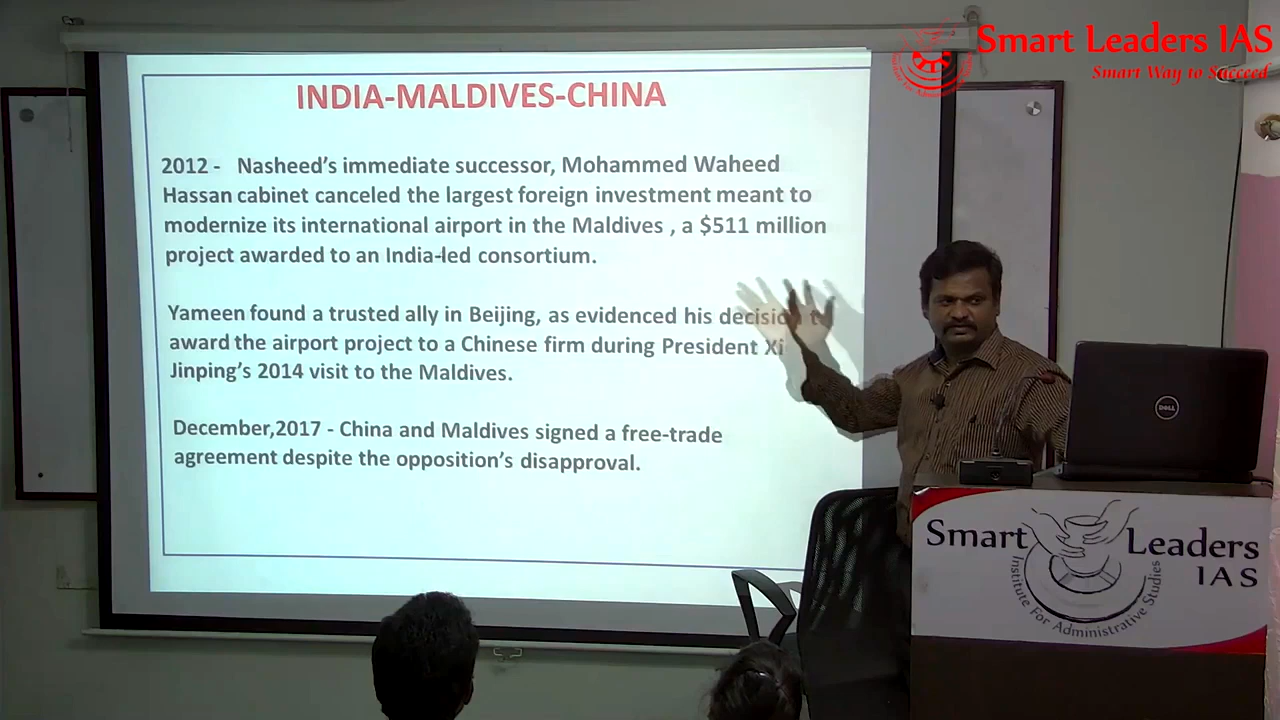 Smart Leaders IAS
Smart Way to Succeed
INDIA-MALDIVES-CHINA
2012 - Nasheed's immediate successor, Mohammed Waheed
Hassan cabinet canceled the largest foreign investment meant to
modernize its international airport in the Maldives , a $511 million
project awarded to an India-led consortium.
Yameen found a trusted ally in Beijing, as evidenced his decision t
award the airport project to a Chinese firm during President Xi
Jinping's 2014 visit to the Maldives.
December,2017 - China and Maldives signed a free-trade
agreement despite the opposition's disapproval.
DELL
Smart Leaders
IAS
Institute For Administrative Studies